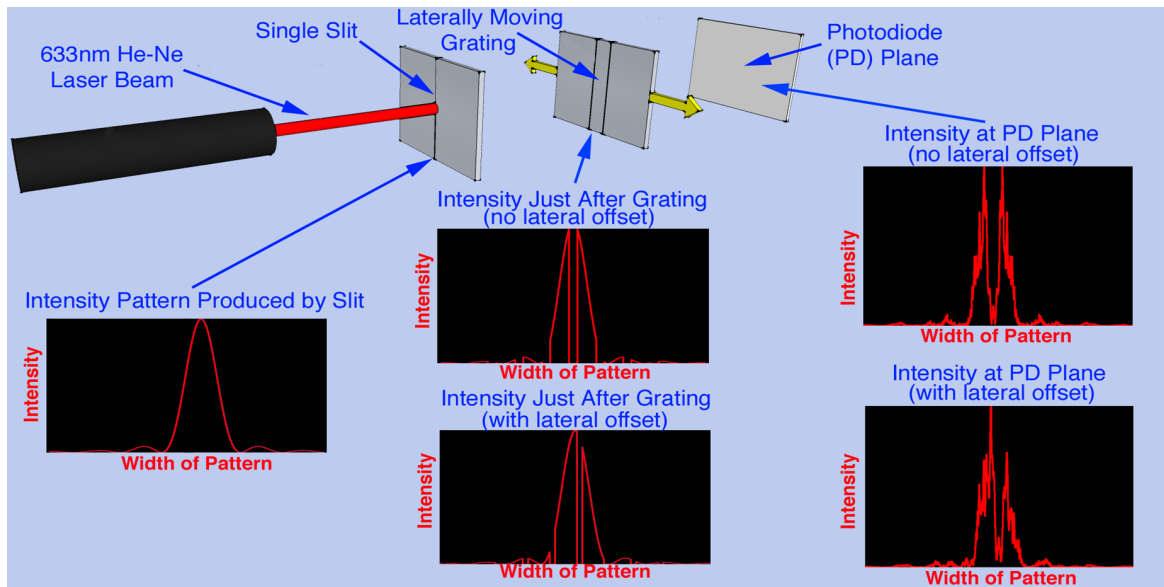 633nm He-Ne
Laser Beam
Single Slit
Laterally Moving
Grating
Photodiode
(PD) Plane
Intensity Pattern Produced by Slit
Intensity
Width of Pattern
Intensity Just After Grating
(no lateral offset)
Intensity
Width of Pattern
Intensity Just After Grating
(with lateral offset)
Intensity
Width of Pattern
Intensity at PD Plane
(no lateral offset)
Intensity
Width of Pattern
Intensity at PD Plane
(with lateral offset)
Intensity
Width of Pattern